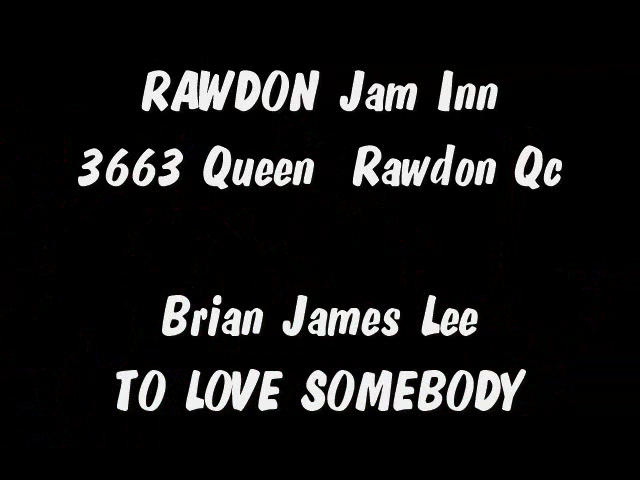 RAWDON Jam Inn
3663 Queen Rawdon Qc
Brian James Lee
TO LOVE SOMEBODY